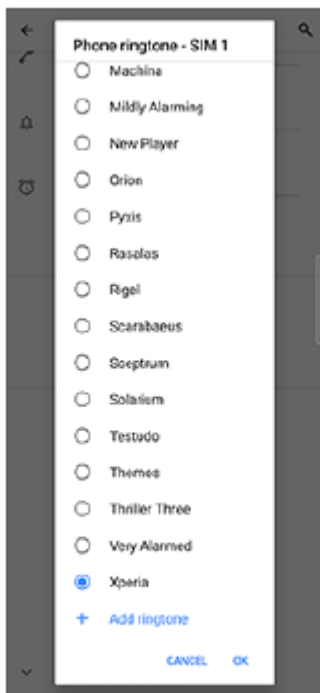 Phone ringtone - SIM 1
Machina
Mildly Alarming
New Player
Orion
Pyxis
Rasalas
Rigel
Scarabaeus
Sceptrum
Solarium
Testudo
Themos
Thriller Three
Very Alarmed
Xperia
+ Add ringtone
CANCEL OK